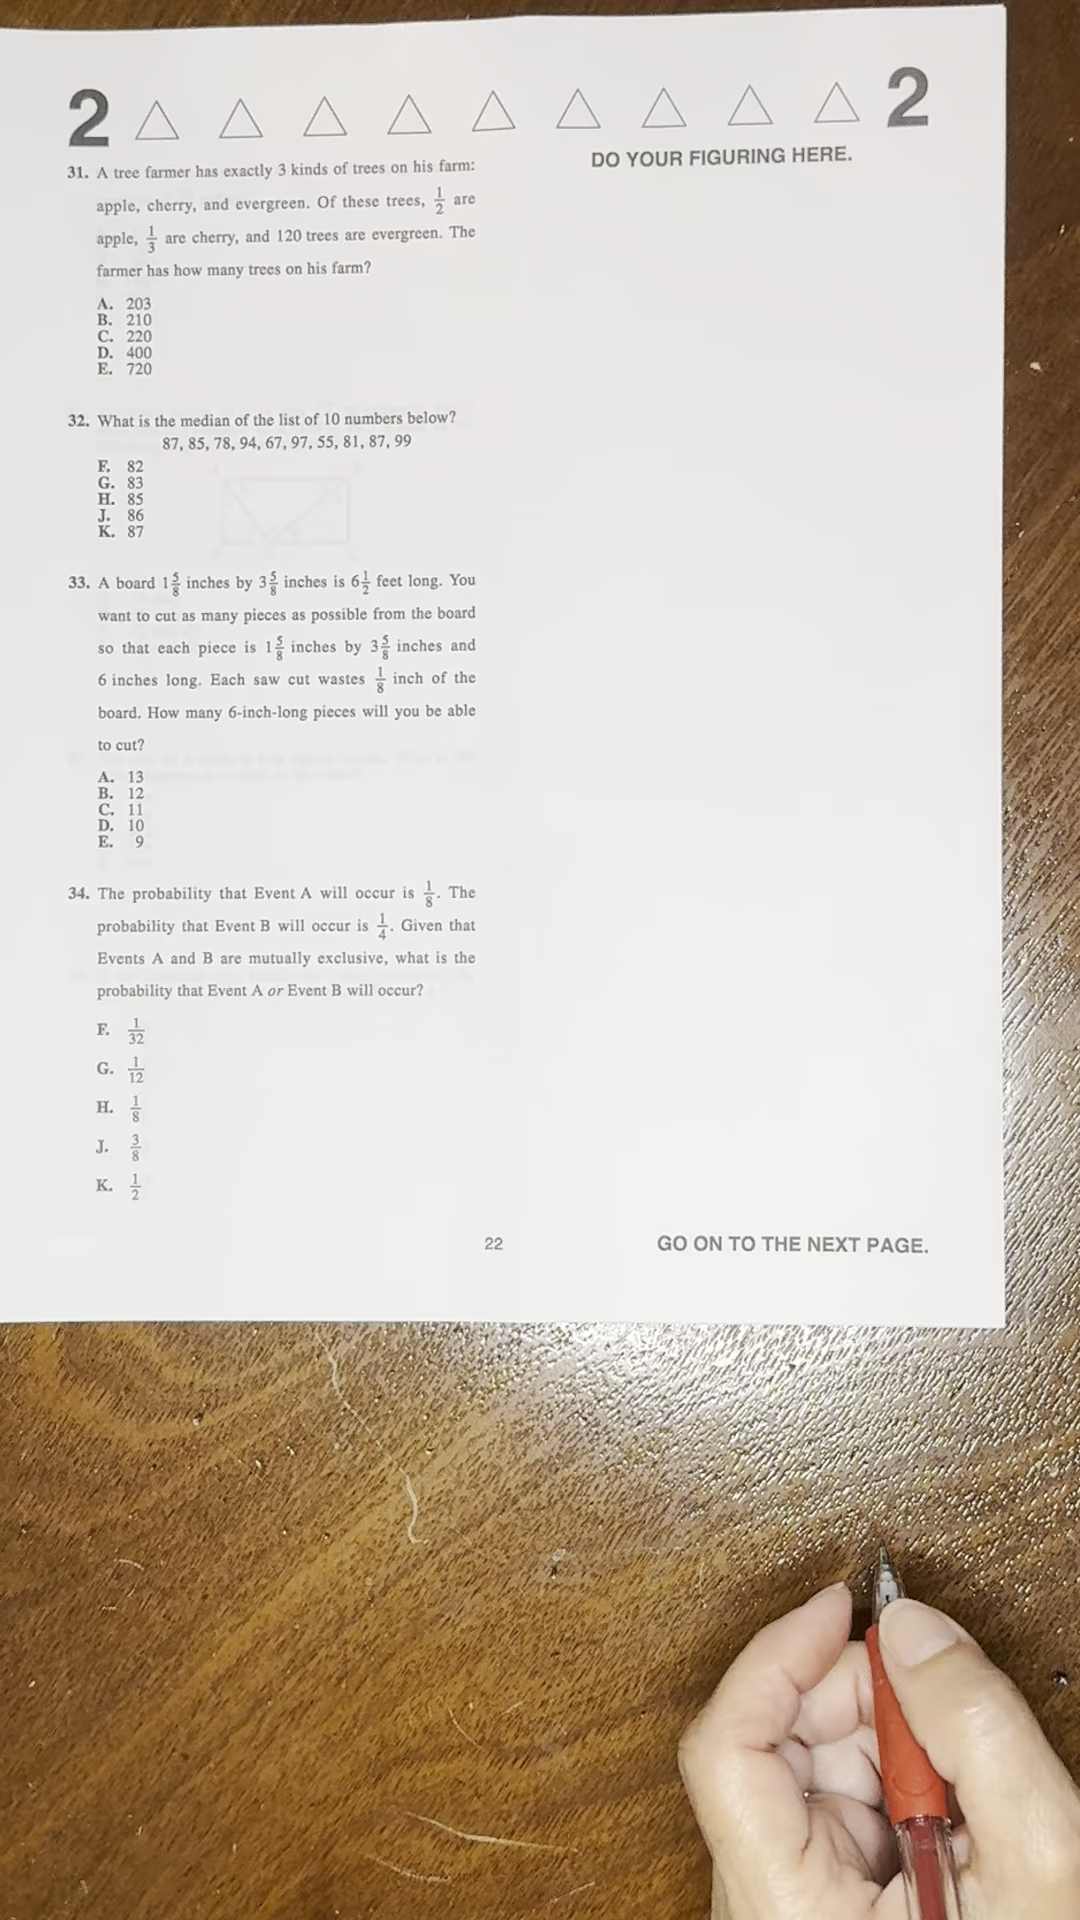 2 2
DO YOUR FIGURING HERE.
31. A tree farmer has exactly 3 kinds of trees on his farm:
apple, cherry, and evergreen. Of these trees, 1/2 are
apple, 1/3 are cherry, and 120 trees are evergreen. The
farmer has how many trees on his farm?
A. 203
B. 210
C. 220
D. 400
E. 720
32. What is the median of the list of 10 numbers below?
87, 85, 78, 94, 67, 97, 55, 81, 87, 99
F. 82
G. 83
H. 85
J. 86
K. 87
33. A board 1 5/8 inches by 3 5/8 inches is 6 1/2 feet long. You
want to cut as many pieces as possible from the board
so that each piece is 1 5/8 inches by 3 5/8 inches and
6 inches long. Each saw cut wastes 1/8 inch of the
board. How many 6-inch-long pieces will you be able
to cut?
A. 13
B. 12
C. 11
D. 10
E. 9
34. The probability that Event A will occur is 1/8. The
probability that Event B will occur is 1/4. Given that
Events A and B are mutually exclusive, what is the
probability that Event A or Event B will occur?
F. 1/32
G. 1/12
H. 1/8
J. 3/8
K. 1/2
22
GO ON TO THE NEXT PAGE.